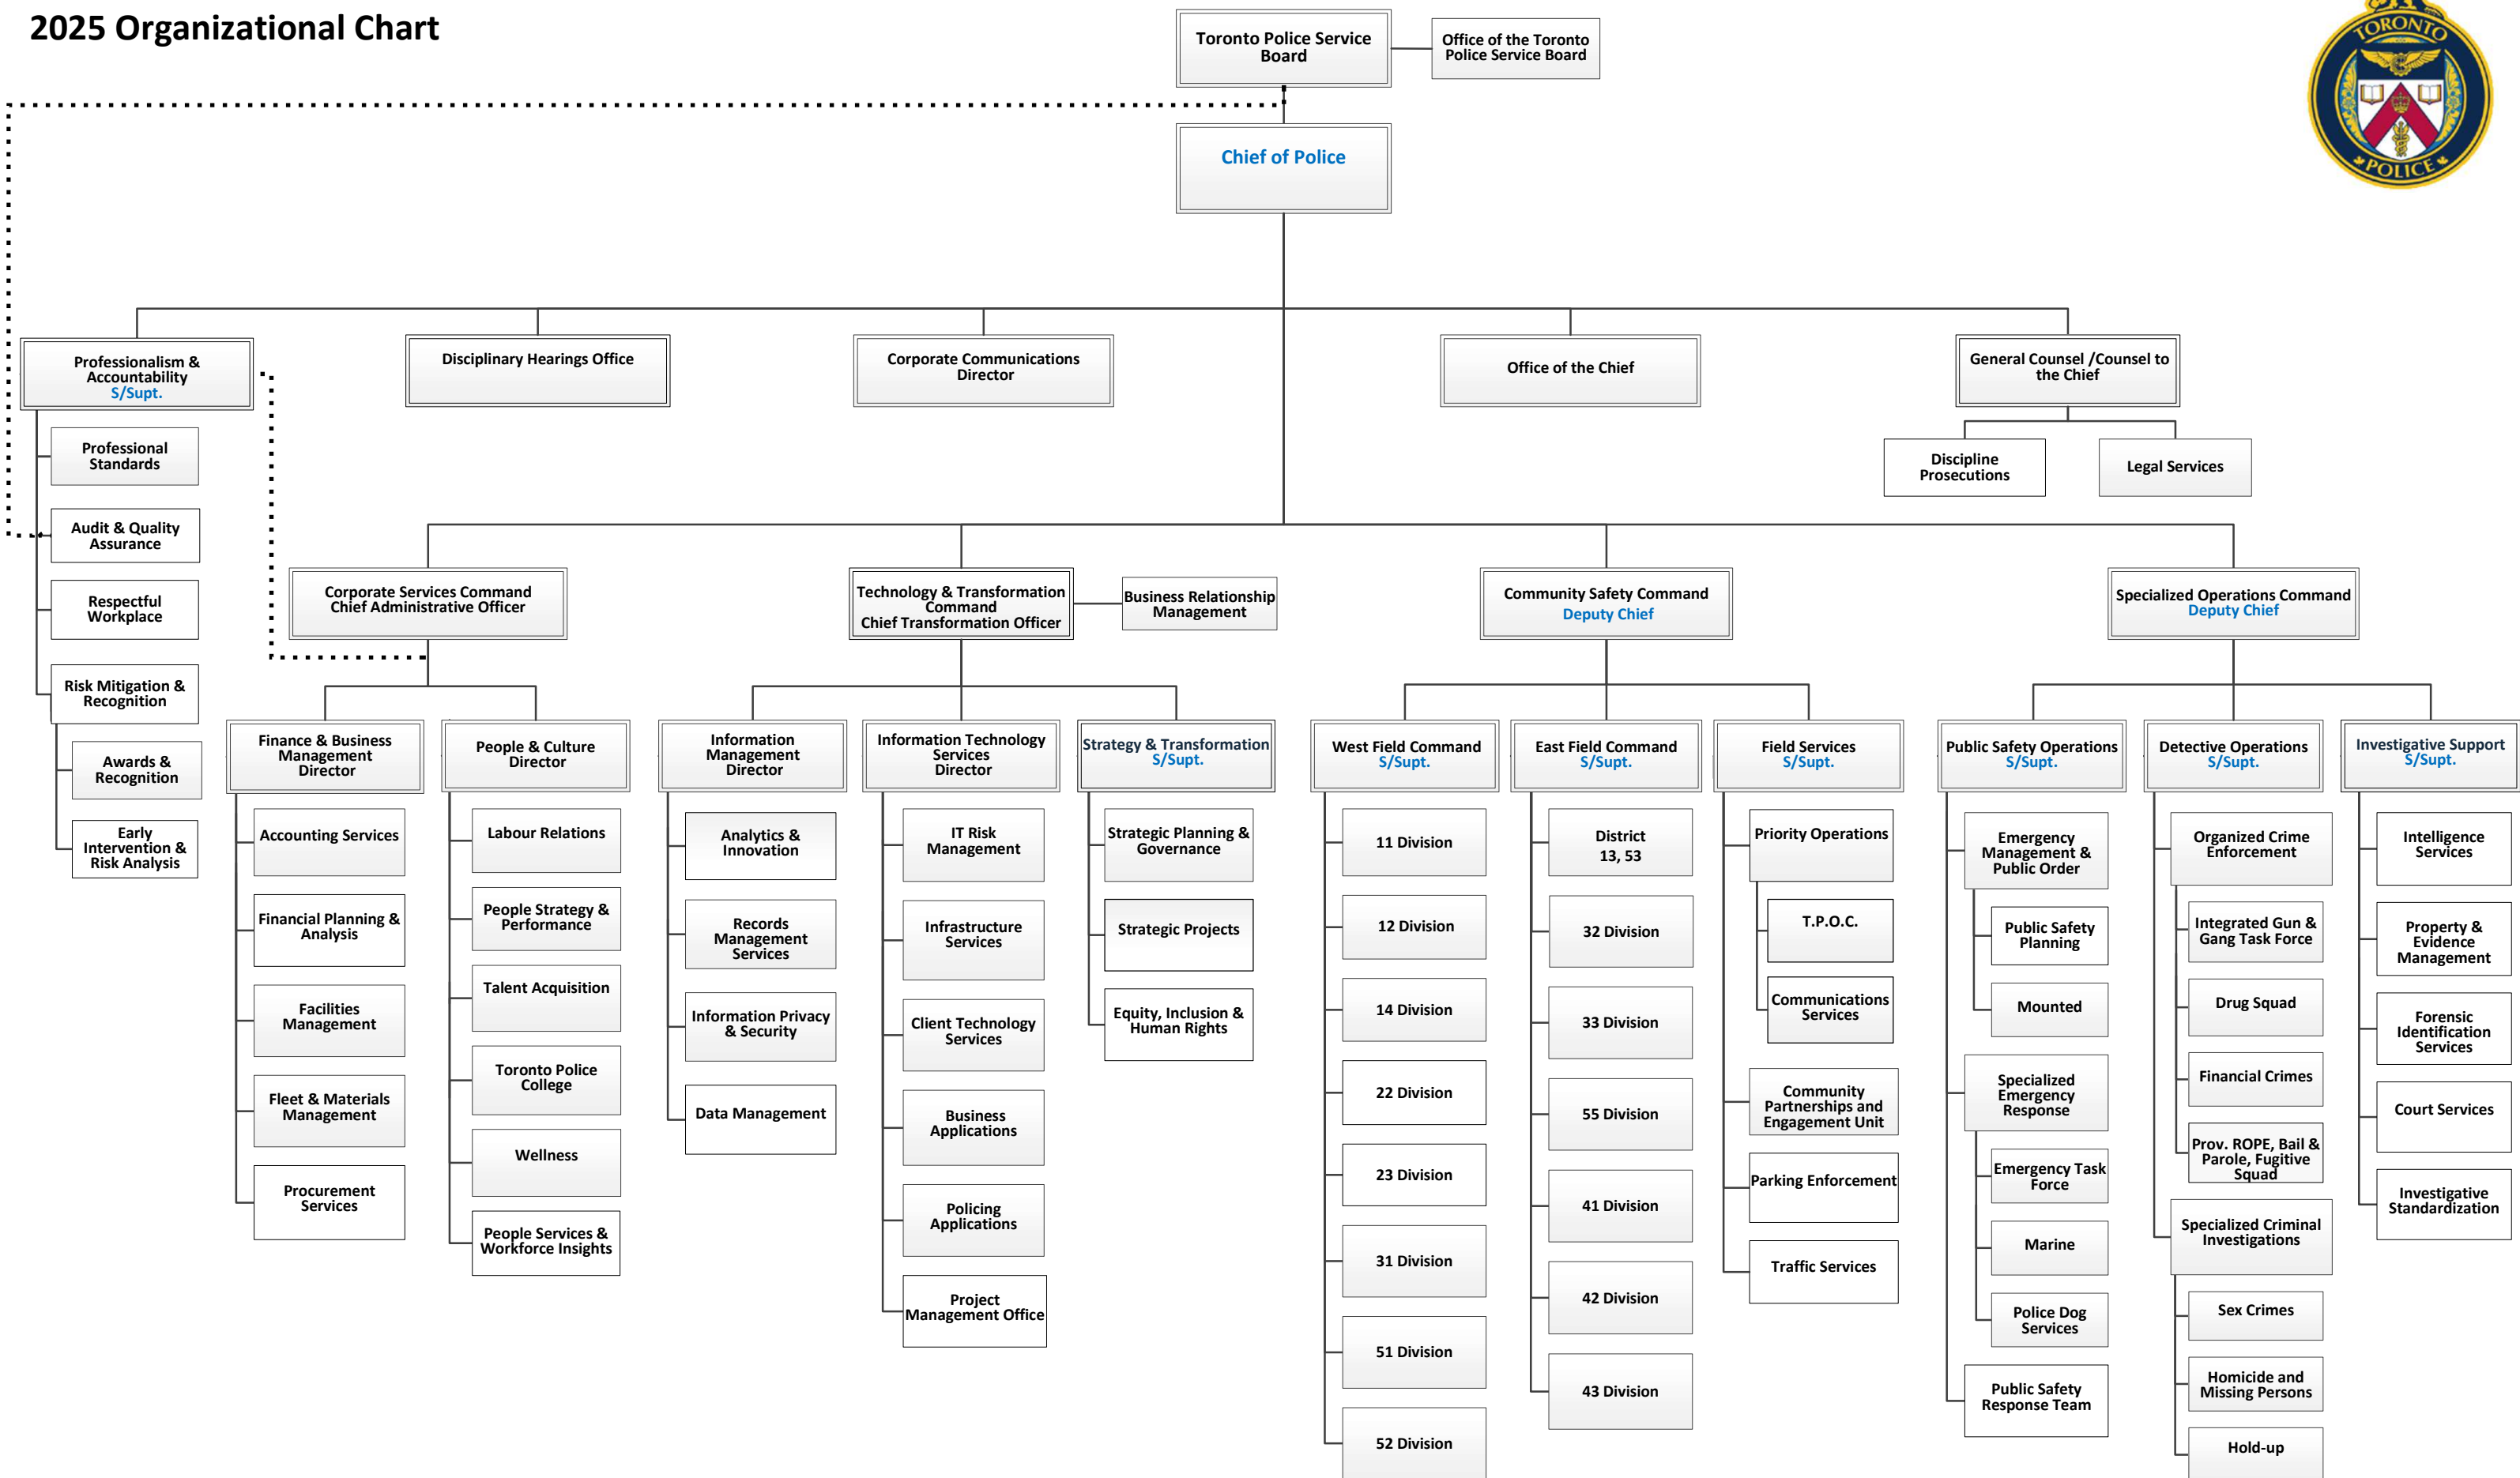 2025 Organizational Chart
Toronto Police Service
Board
Office of the Toronto
Police Service Board
TORONTO
POLICE
Chief of Police
Professionalism &
Accountability
S/Supt.
Disciplinary Hearings Office
Corporate Communications
Director
Office of the Chief
General Counsel /Counsel to
the Chief
Professional
Standards
Audit & Quality
Assurance
Respectful
Workplace
Risk Mitigation &
Recognition
Awards &
Recognition
Early
Intervention &
Risk Analysis
Discipline
Prosecutions
Legal Services
Corporate Services Command
Chief Administrative Officer
Technology & Transformation
Command
Chief Transformation Officer
Business Relationship
Management
Community Safety Command
Deputy Chief
Specialized Operations Command
Deputy Chief
Finance & Business
Management
Director
Accounting Services
Financial Planning &
Analysis
Facilities
Management
Fleet & Materials
Management
Procurement
Services
People & Culture
Director
Labour Relations
People Strategy &
Performance
Talent Acquisition
Toronto Police
College
Wellness
People Services &
Workforce Insights
Information
Management
Director
Analytics &
Innovation
Records
Management
Services
Information Privacy
& Security
Data Management
Information Technology
Services
Director
IT Risk
Management
Infrastructure
Services
Client Technology
Services
Business
Applications
Policing
Applications
Project
Management Office
Strategy & Transformation
S/Supt.
Strategic Planning &
Governance
Strategic Projects
Equity, Inclusion &
Human Rights
West Field Command
S/Supt.
11 Division
12 Division
14 Division
22 Division
23 Division
31 Division
51 Division
52 Division
East Field Command
S/Supt.
District
13, 53
32 Division
33 Division
55 Division
41 Division
42 Division
43 Division
Field Services
S/Supt.
Priority Operations
T.P.O.C.
Communications
Services
Community
Partnerships and
Engagement Unit
Parking Enforcement
Traffic Services
Public Safety Operations
S/Supt.
Emergency
Management &
Public Order
Public Safety
Planning
Mounted
Specialized
Emergency
Response
Emergency Task
Force
Marine
Police Dog
Services
Public Safety
Response Team
Detective Operations
S/Supt.
Organized Crime
Enforcement
Integrated Gun &
Gang Task Force
Drug Squad
Financial Crimes
Prov. ROPE, Bail &
Parole, Fugitive
Squad
Specialized Criminal
Investigations
Sex Crimes
Homicide and
Missing Persons
Hold-up
Investigative Support
S/Supt.
Intelligence
Services
Property &
Evidence
Management
Forensic
Identification
Services
Court Services
Investigative
Standardization